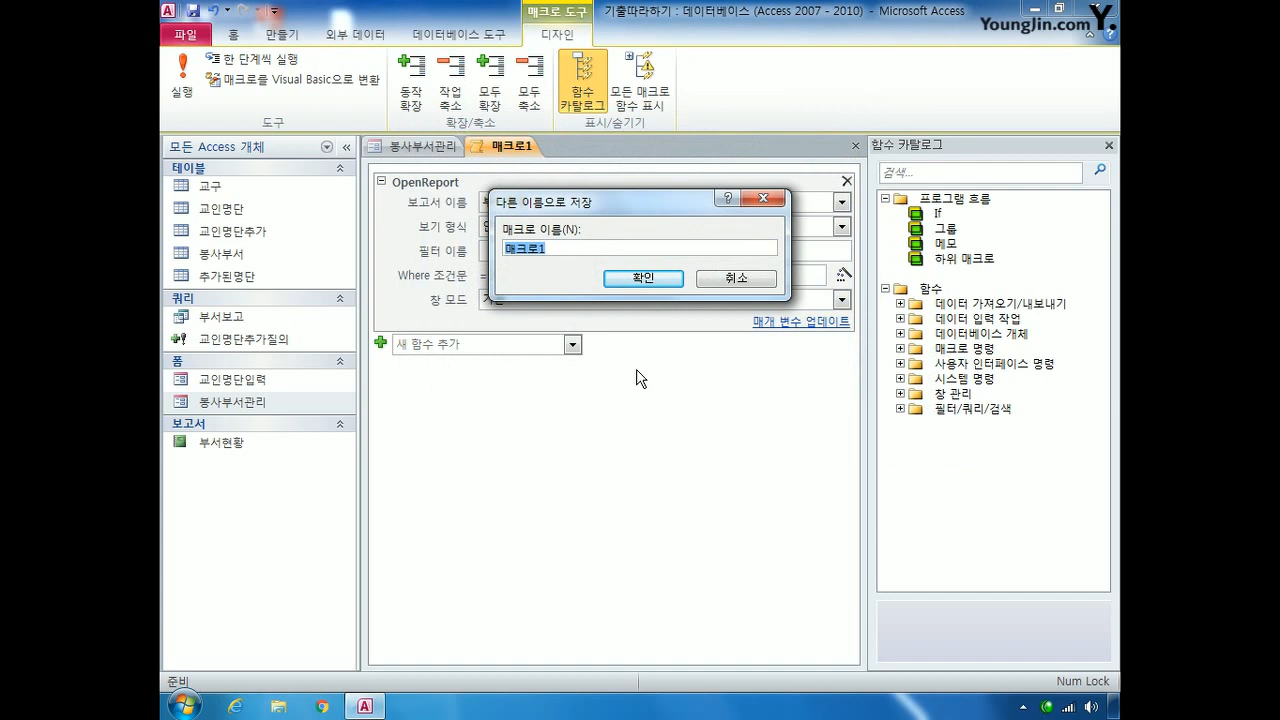 매크로 도구
기출따라하기 : 데이터베이스 (Access 2007 - 2010) - Microsoft Access
YoungJin.com Y.
파일
홈
만들기
외부 데이터
데이터베이스 도구
디자인
실행
한 단계씩 실행
매크로를 Visual Basic으로 변환
도구
동작 확장
작업 축소
모두 확장
모두 축소
확장/축소
함수 카탈로그
모든 매크로 함수 표시
표시/숨기기
모든 Access 개체
테이블
교구
교인명단
교인명단추가
봉사부서
추가된명단
쿼리
부서보고
교인명단추가질의
폼
교인명단입력
봉사부서관리
보고서
부서현황
봉사부서관리
매크로1
OpenReport
보고서 이름
보기 형식
필터 이름
Where 조건문 =
창 모드
매개 변수 업데이트
새 함수 추가
다른 이름으로 저장
매크로 이름(N):
매크로1
확인
취소
함수 카탈로그
검색...
프로그램 흐름
If
그룹
메모
하위 매크로
함수
데이터 가져오기/내보내기
데이터 입력 작업
데이터베이스 개체
매크로 명령
사용자 인터페이스 명령
시스템 명령
창 관리
필터/쿼리/검색
준비
Num Lock